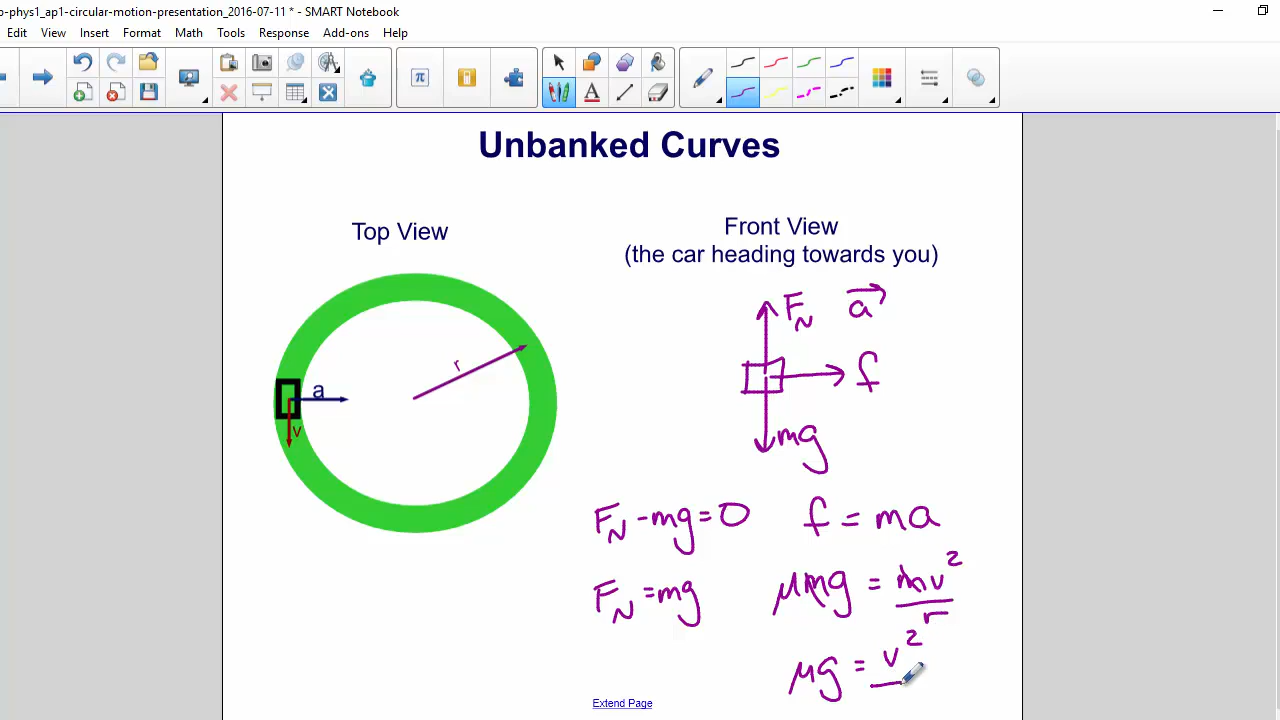 o-phys1_ap1-circular-motion-presentation_2016-07-11 * - SMART Notebook
Edit View Insert Format Math Tools Response Add-ons Help
π
A
Unbanked Curves
Top View
Front View
(the car heading towards you)
r
a
v
F_N a⃗
f
mg
F_N - mg = 0 f = ma
F_N = mg μmg = mv²/r
μg = v²
Extend Page